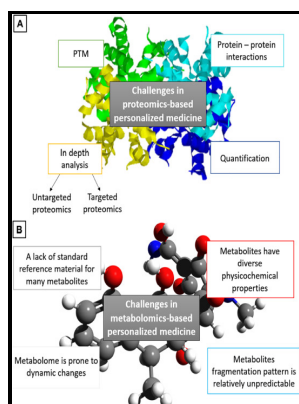 A
PTM
Protein – protein
interactions
Challenges in
proteomics-based
personalized medicine
In depth
analysis
Quantification
Untargeted
proteomics
Targeted
proteomics
B
A lack of standard
reference material for
many metabolites
Metabolites have
diverse
physicochemical
properties
Challenges in
metabolomics-based
personalized medicine
Metabolome is prone to
dynamic changes
Metabolites
fragmentation pattern is
relatively unpredictable